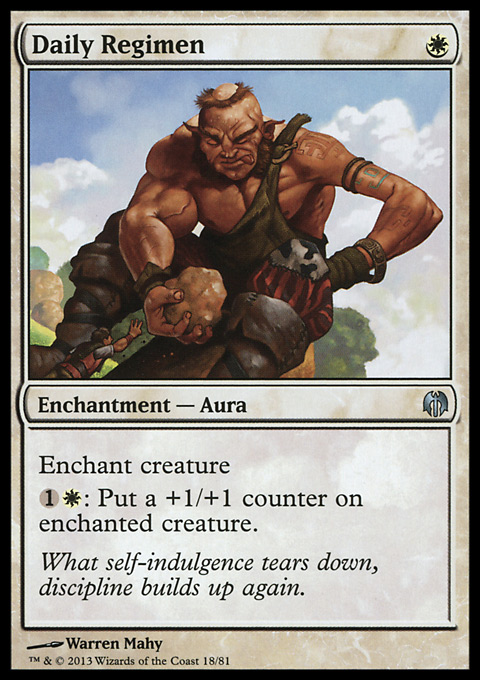 Daily Regimen
Enchantment — Aura
Enchant creature
1: Put a +1/+1 counter on
enchanted creature.
What self-indulgence tears down,
discipline builds up again.
Warren Mahy
™ & © 2013 Wizards of the Coast 18/81